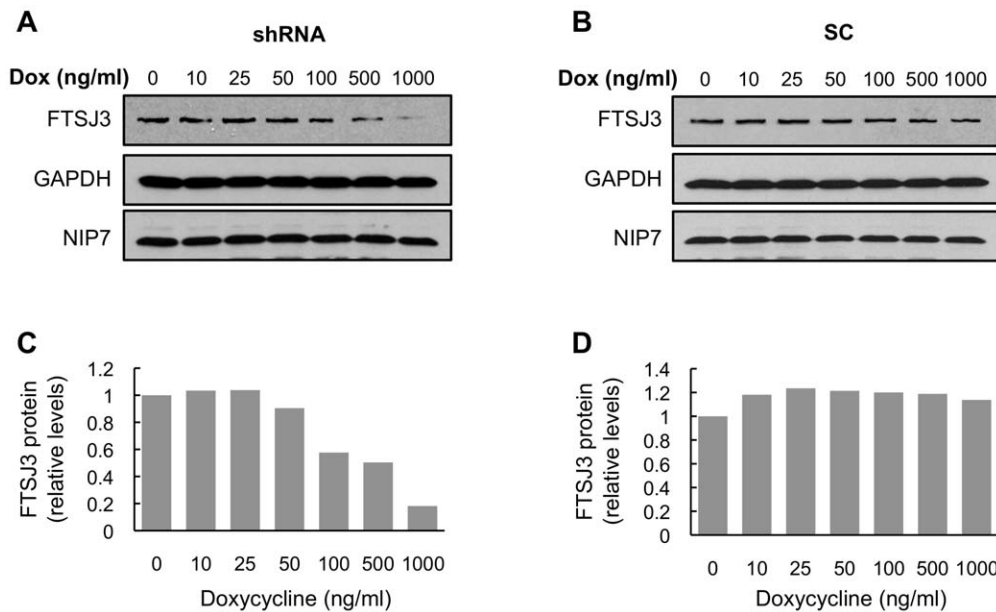 A
shRNA
Dox (ng/ml) 0 10 25 50 100 500 1000
FTSJ3
GAPDH
NIP7
B
SC
Dox (ng/ml) 0 10 25 50 100 500 1000
FTSJ3
GAPDH
NIP7
C
FTSJ3 protein
(relative levels)
1.2
1
0.8
0.6
0.4
0.2
0
0 10 25 50 100 500 1000
Doxycycline (ng/ml)
D
FTSJ3 protein
(relative levels)
1.4
1.2
1
0.8
0.6
0.4
0.2
0
0 10 25 50 100 500 1000
Doxycycline (ng/ml)